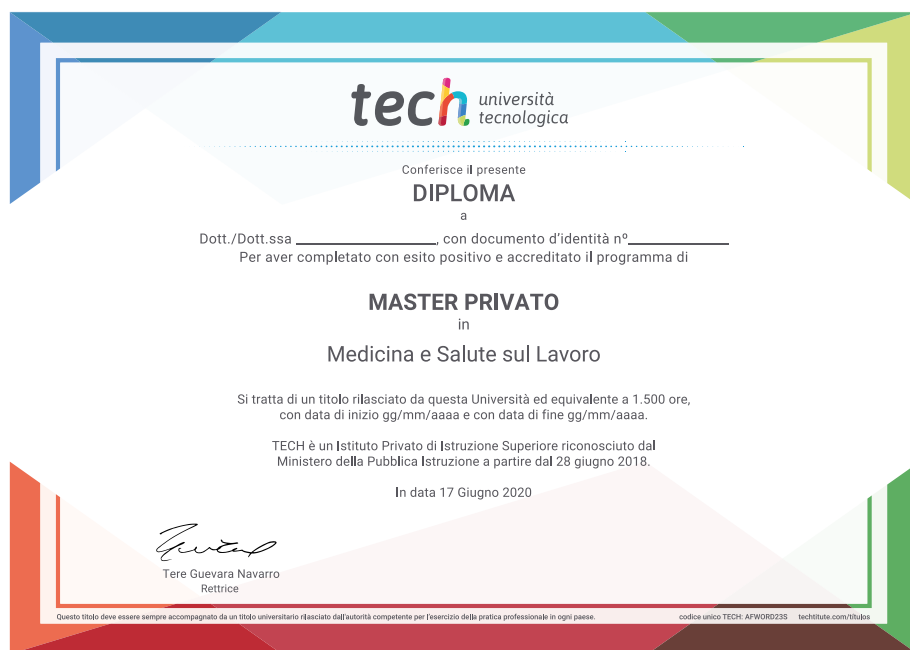 tech università
tecnologica
Conferisce il presente
DIPLOMA
a
Dott./Dott.ssa ________________, con documento d'identità nº____________
Per aver completato con esito positivo e accreditato il programma di
MASTER PRIVATO
in
Medicina e Salute sul Lavoro
Si tratta di un titolo rilasciato da questa Università ed equivalente a 1.500 ore,
con data di inizio gg/mm/aaaa e con data di fine gg/mm/aaaa.
TECH è un Istituto Privato di Istruzione Superiore riconosciuto dal
Ministero della Pubblica Istruzione a partire dal 28 giugno 2018.
In data 17 Giugno 2020
Tere Guevara Navarro
Rettrice
Questo titolo deve essere sempre accompagnato da un titolo universitario rilasciato dall'autorità competente per l'esercizio della pratica professionale in ogni paese. codice unico TECH: AFWORD23S techtitute.com/titulos